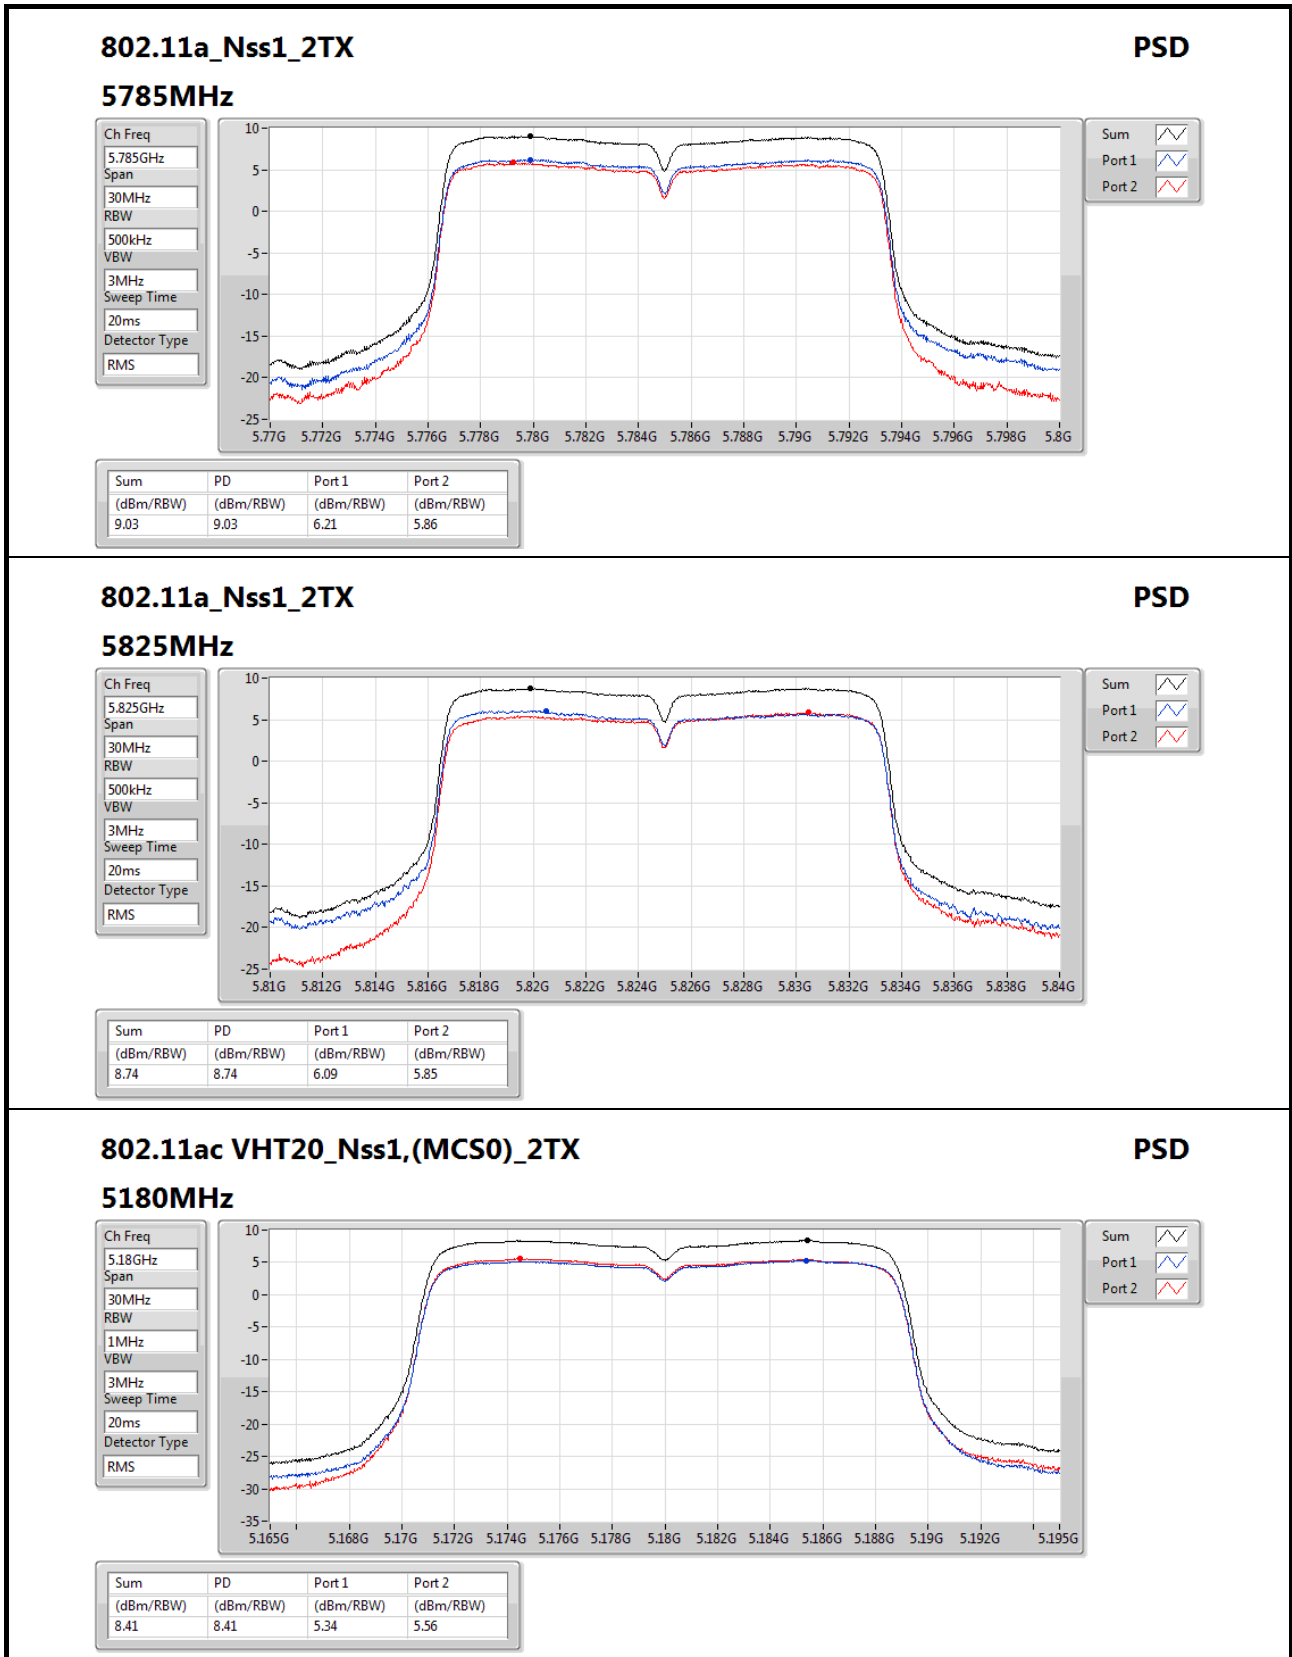 802.11a_Nss1_2TX PSD
5785MHz
Ch Freq
5.785GHz
Span
30MHz
RBW
500kHz
VBW
3MHz
Sweep Time
20ms
Detector Type
RMS
10
5
0
-5
-10
-15
-20
-25
5.77G 5.772G 5.774G 5.776G 5.778G 5.78G 5.782G 5.784G 5.786G 5.788G 5.79G 5.792G 5.794G 5.796G 5.798G 5.8G
Sum
Port 1
Port 2
Sum PD Port 1 Port 2
(dBm/RBW) (dBm/RBW) (dBm/RBW) (dBm/RBW)
9.03 9.03 6.21 5.86
802.11a_Nss1_2TX PSD
5825MHz
Ch Freq
5.825GHz
Span
30MHz
RBW
500kHz
VBW
3MHz
Sweep Time
20ms
Detector Type
RMS
10
5
0
-5
-10
-15
-20
-25
5.81G 5.812G 5.814G 5.816G 5.818G 5.82G 5.822G 5.824G 5.826G 5.828G 5.83G 5.832G 5.834G 5.836G 5.838G 5.84G
Sum
Port 1
Port 2
Sum PD Port 1 Port 2
(dBm/RBW) (dBm/RBW) (dBm/RBW) (dBm/RBW)
8.74 8.74 6.09 5.85
802.11ac VHT20_Nss1,(MCS0)_2TX PSD
5180MHz
Ch Freq
5.18GHz
Span
30MHz
RBW
1MHz
VBW
3MHz
Sweep Time
20ms
Detector Type
RMS
10
5
0
-5
-10
-15
-20
-25
-30
-35
5.165G 5.168G 5.17G 5.172G 5.174G 5.176G 5.178G 5.18G 5.182G 5.184G 5.186G 5.188G 5.19G 5.192G 5.195G
Sum
Port 1
Port 2
Sum PD Port 1 Port 2
(dBm/RBW) (dBm/RBW) (dBm/RBW) (dBm/RBW)
8.41 8.41 5.34 5.56